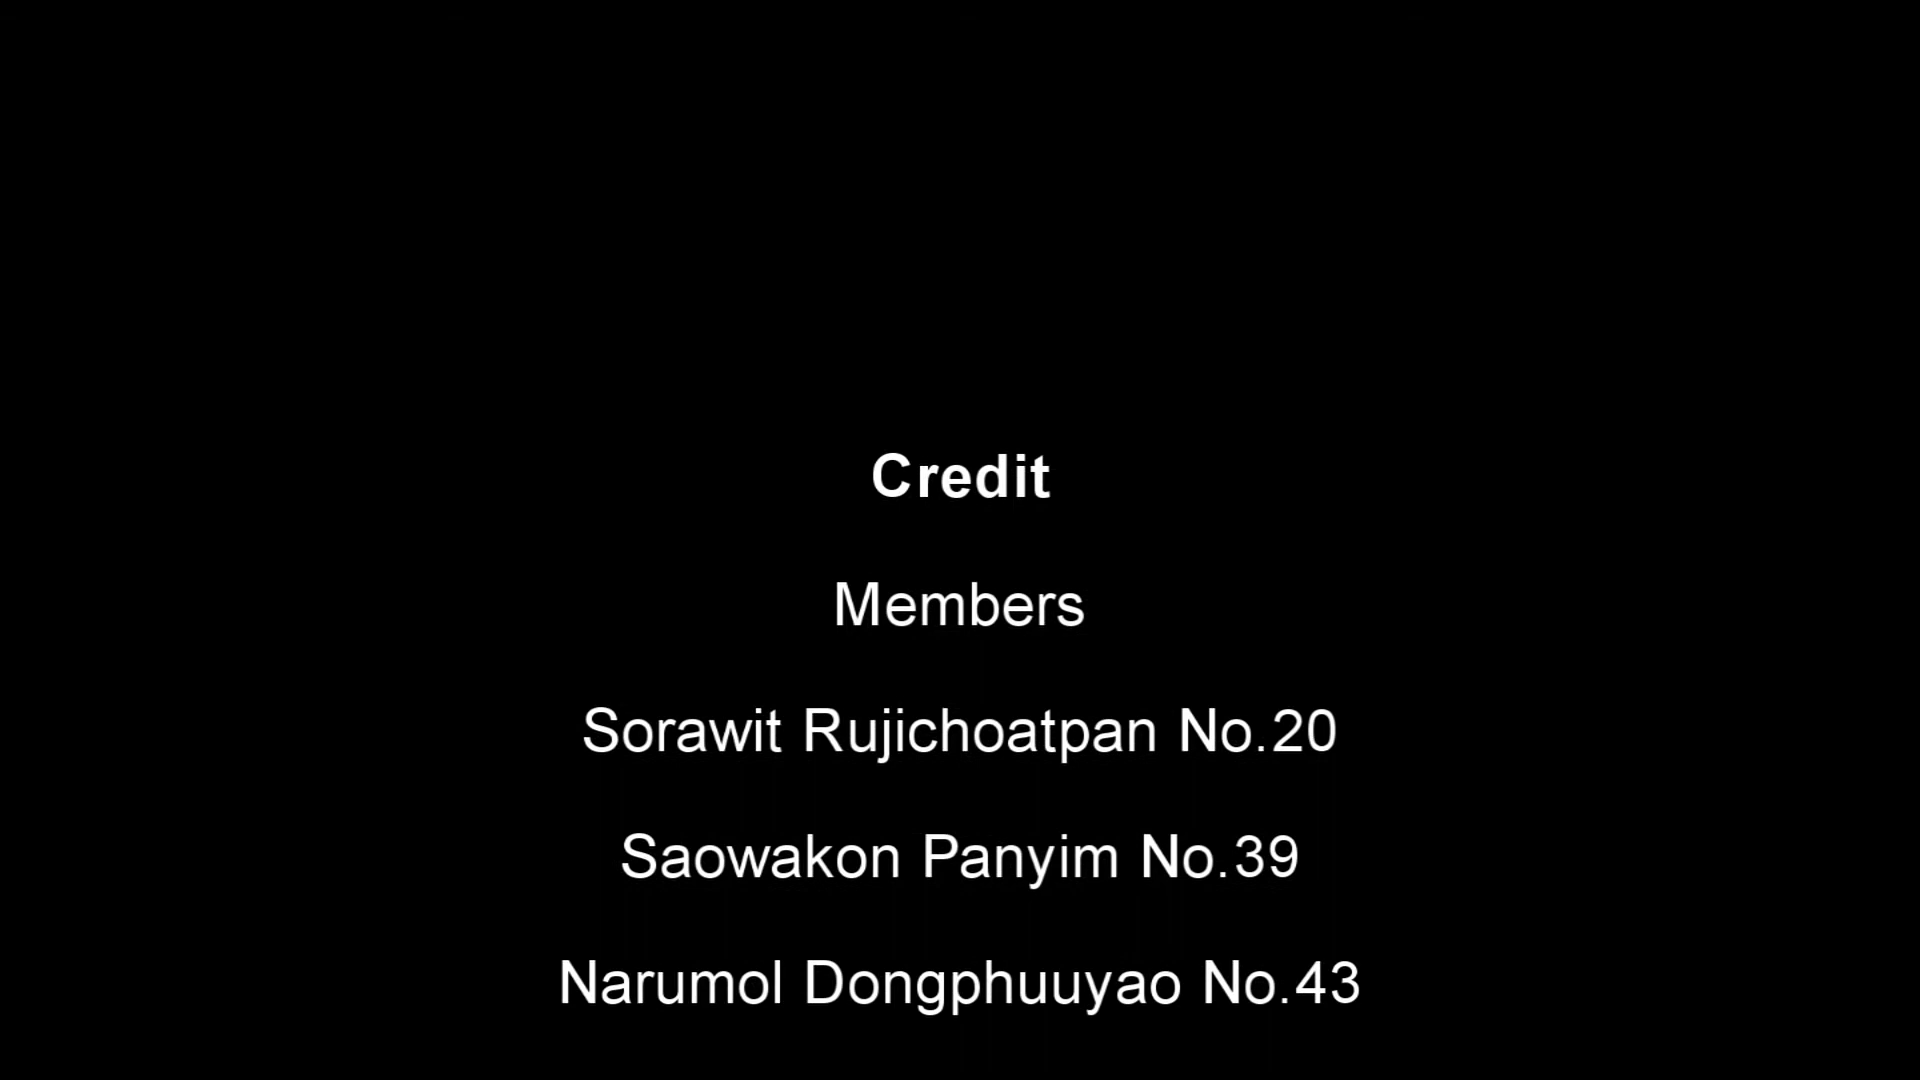 Credit
Members
Sorawit Rujichoatpan No.20
Saowakon Panyim No.39
Narumol Dongphuuyao No.43